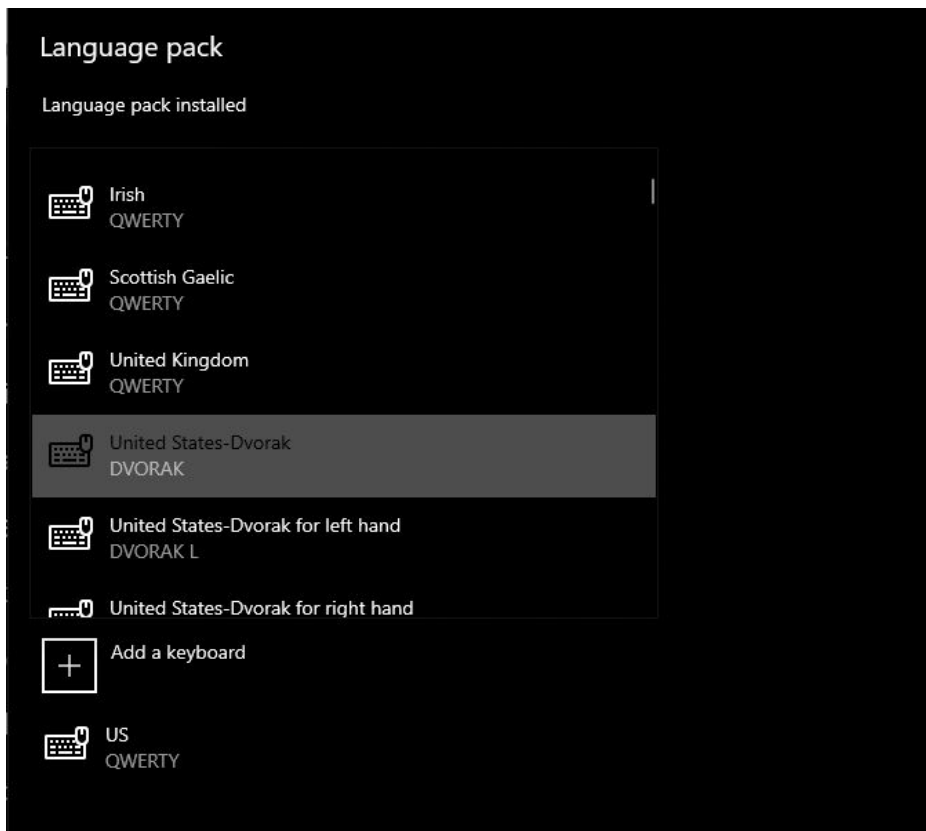 Language pack
Language pack installed
Irish
QWERTY
Scottish Gaelic
QWERTY
United Kingdom
QWERTY
United States-Dvorak
DVORAK
United States-Dvorak for left hand
DVORAK L
United States-Dvorak for right hand
Add a keyboard
US
QWERTY